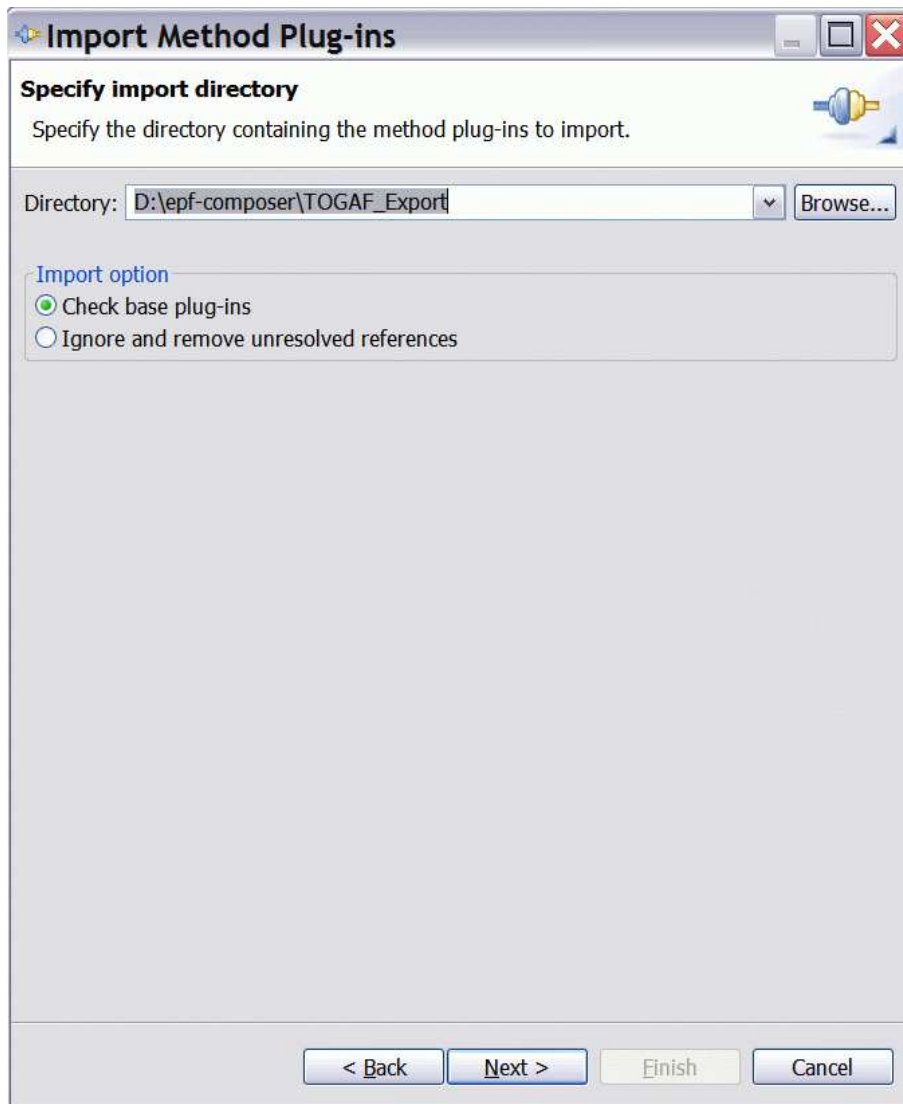 Import Method Plug-ins
Specify import directory
Specify the directory containing the method plug-ins to import.
Directory: D:\epf-composer\TOGAF_Export Browse...
Import option
Check base plug-ins
Ignore and remove unresolved references
< Back Next > Finish Cancel